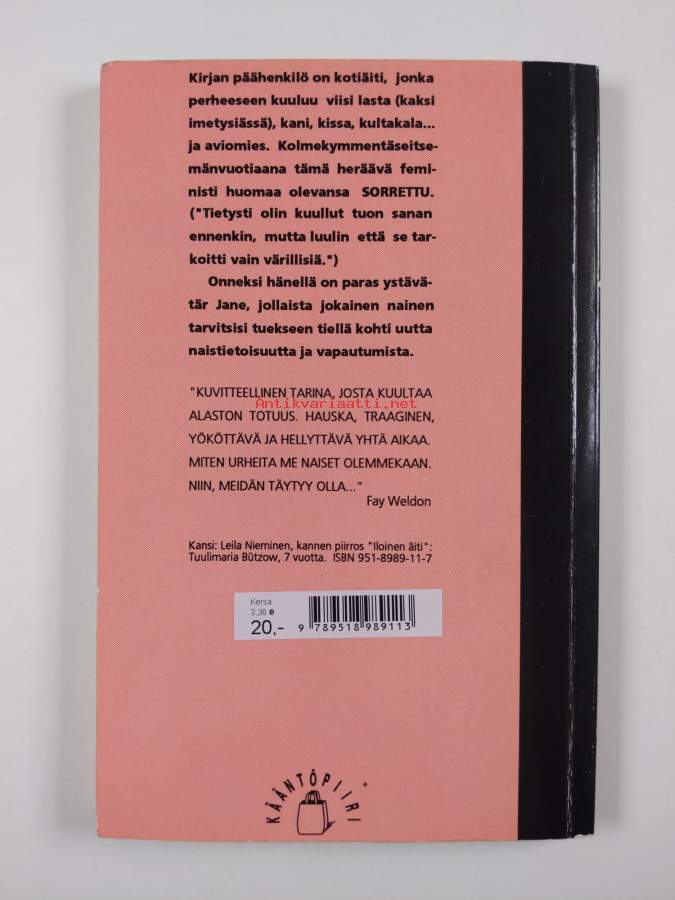 Kirjan päähenkilö on kotiäiti, jonka
perheeseen kuuluu viisi lasta (kaksi
imetysiässä), kani, kissa, kultakala...
ja aviomies. Kolmekymmentäseitse-
mänvuotiaana tämä heräävä femi-
nisti huomaa olevansa SORRETTU.
("Tietysti olin kuullut tuon sanan
ennenkin, mutta luulin että se tar-
koitti vain värillisiä.")
Onneksi hänellä on paras ystävä-
tär Jane, jollaista jokainen nainen
tarvitsisi tuekseen tiellä kohti uutta
naistietoisuutta ja vapautumista.
"KUVITTEELLINEN TARINA, JOSTA KUULTAA
Antikvariaatti.net
ALASTON TOTUUS. HAUSKA, TRAAGINEN,
YÖKÖTTÄVÄ JA HELLYTTÄVÄ YHTÄ AIKAA.
MITEN URHEITA ME NAISET OLEMMEKAAN.
NIIN, MEIDÄN TÄYTYY OLLA..."
Fay Weldon
Kansi: Leila Nieminen, kannen piirros "Iloinen äiti":
Tuulimaria Bützow, 7 vuotta. ISBN 951-8989-11-7
Kersa
3,36 e
20,-
9 789518 989113
KÄÄNTÖPIIRI